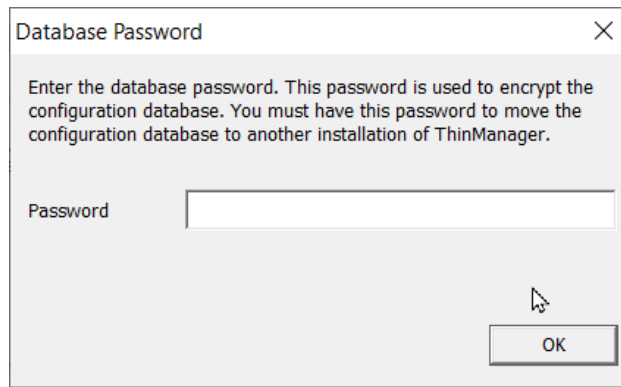 Database Password
Enter the database password. This password is used to encrypt the
configuration database. You must have this password to move the
configuration database to another installation of ThinManager.
Password
OK